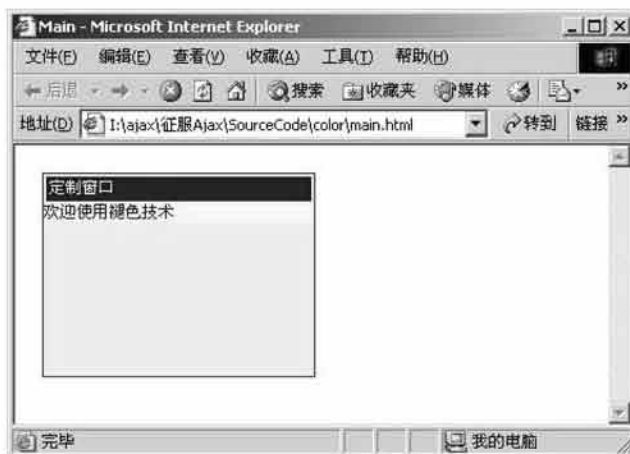 Main - Microsoft Internet Explorer
文件(F) 编辑(E) 查看(V) 收藏(A) 工具(T) 帮助(H)
后退 搜索 收藏夹 媒体 »
地址(D) I:\ajax\征服Ajax\SourceCode\color\main.html 转到 链接 »
定制窗口
欢迎使用褪色技术
完毕 我的电脑